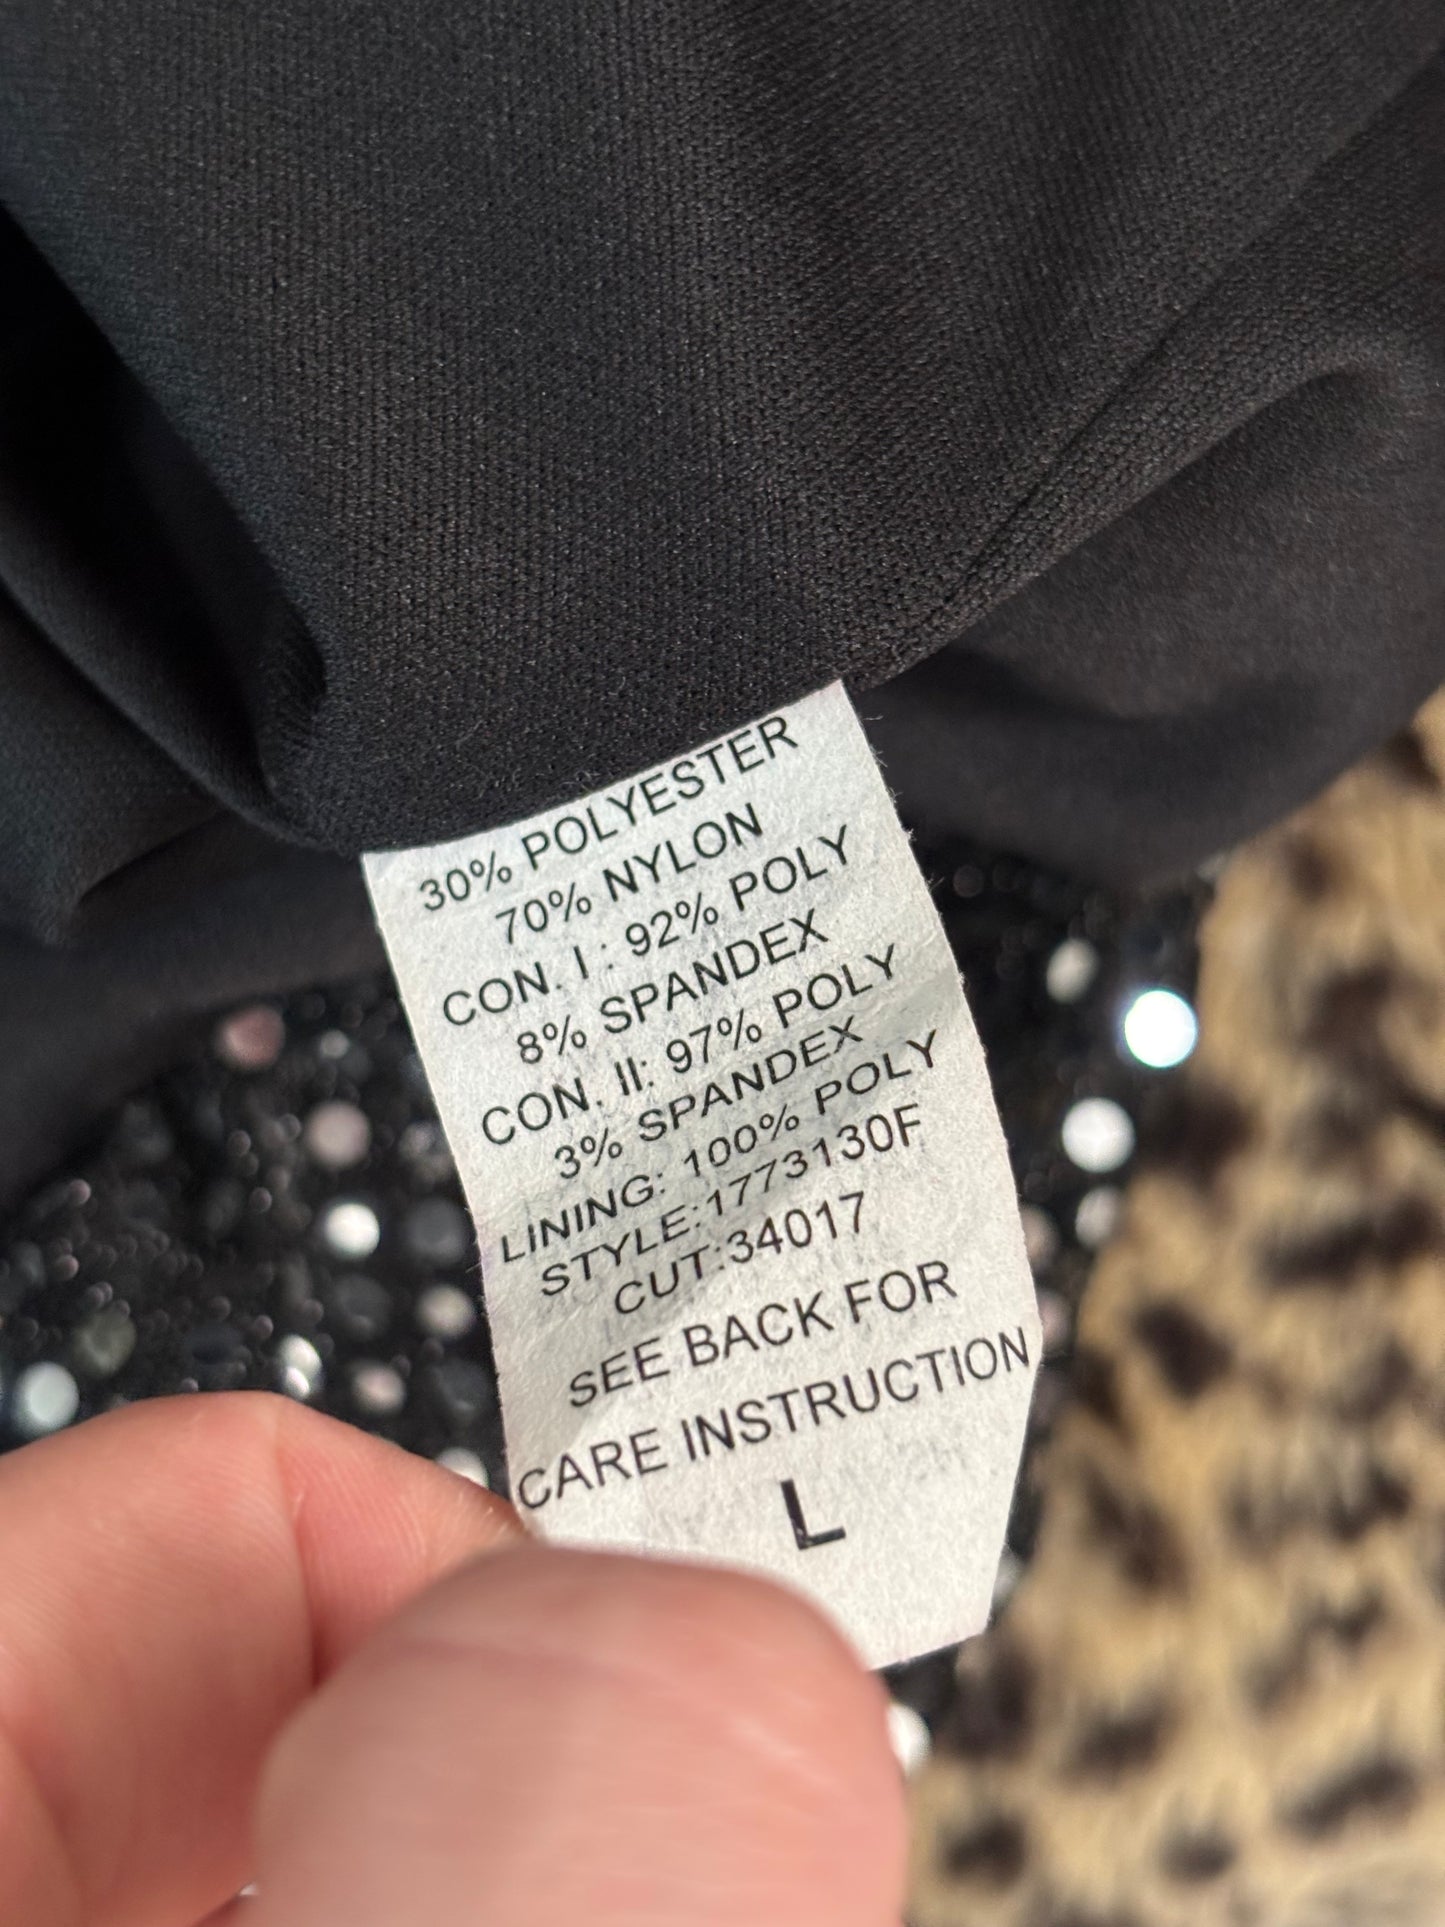 30% POLYESTER
70% NYLON
CON. I : 92% POLY
8% SPANDEX
CON. II: 97% POLY
3% SPANDEX
LINING: 100% POLY
STYLE:1773130F
CUT:34017
SEE BACK FOR
CARE INSTRUCTION
L